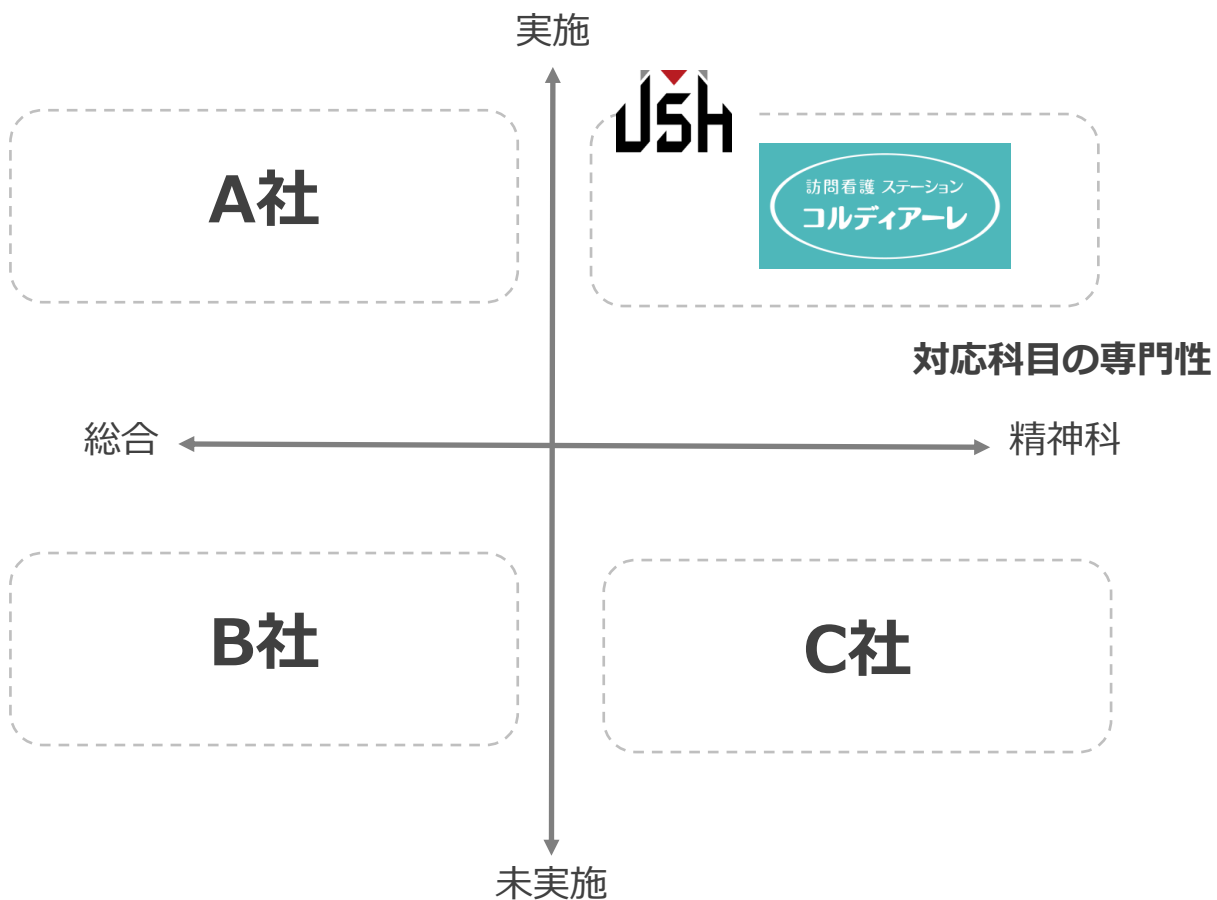 実施
A社
JSH
訪問看護 ステーション
コルディアーレ
対応科目の専門性
総合
精神科
B社
C社
未実施